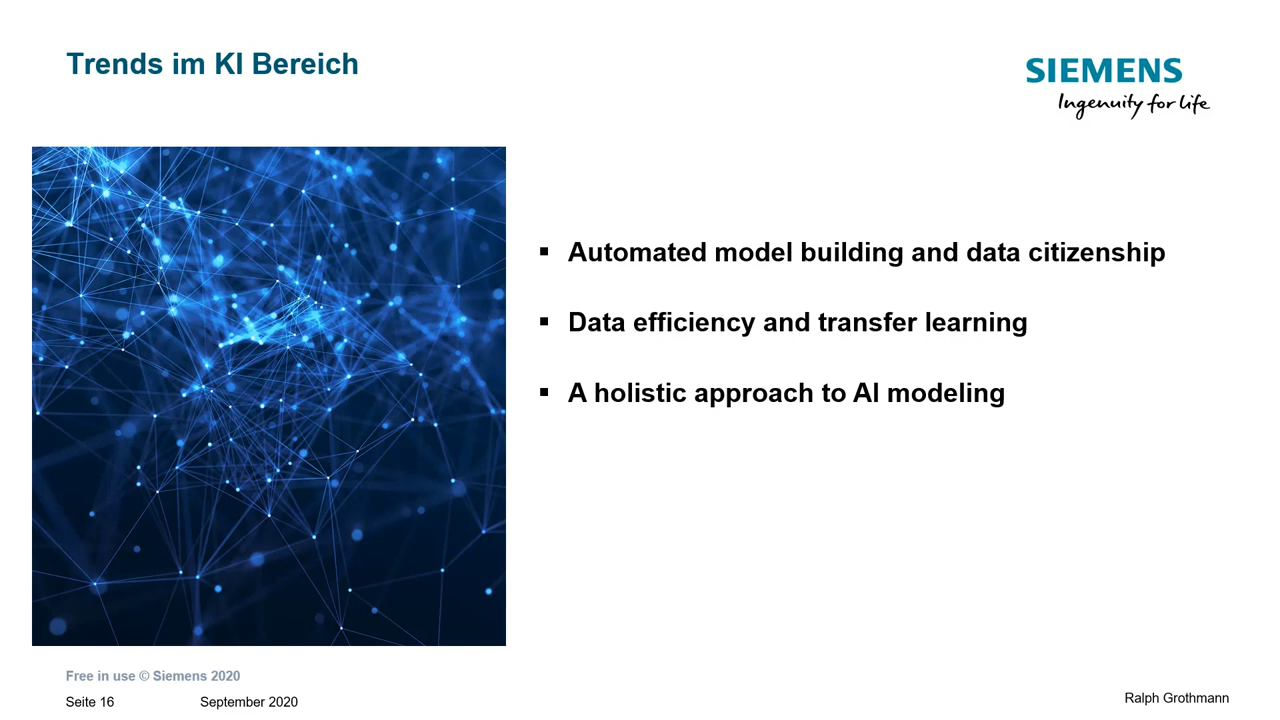 Trends im KI Bereich
SIEMENS
Ingenuity for life
▪ Automated model building and data citizenship
▪ Data efficiency and transfer learning
▪ A holistic approach to AI modeling
Free in use © Siemens 2020
Seite 16 September 2020
Ralph Grothmann